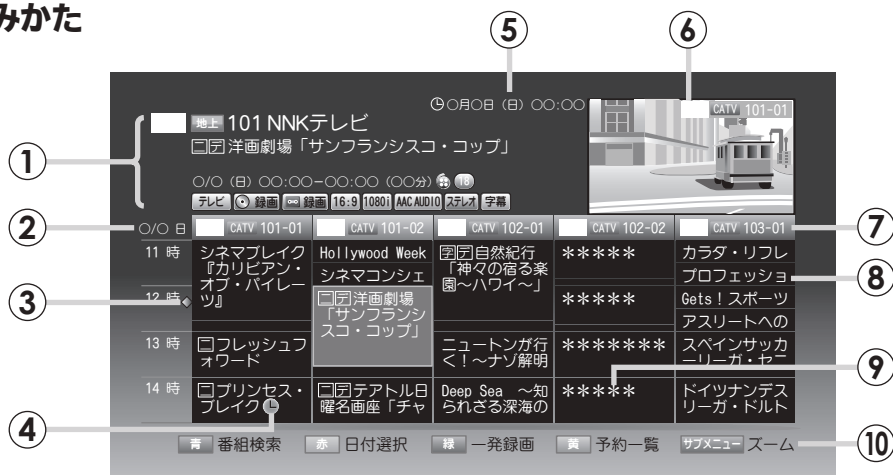 みかた
⑤
⑥
○月○日 (日) ○○:○○
CATV 101-01
①
地上 101 NNKテレビ
二デ洋画劇場「サンフランシスコ・コップ」
○/○ (日) ○○:○○−○○:○○ (○○分) 18
テレビ 録画 録画 16:9 1080i AAC AUDIO ステレオ 字幕
②
○/○ 日
CATV 101-01
CATV 101-02
CATV 102-01
CATV 102-02
CATV 103-01
⑦
11 時
シネマブレイク
『カリビアン・
オブ・パイレー
ツ』
Hollywood Week
シネマコンシェ
字デ自然紀行
「神々の宿る楽
園〜ハワイ〜」
*****
カラダ・リフレ
プロフェッショ
⑧
③
12 時
二デ洋画劇場
「サンフランシ
スコ・コップ」
*****
Gets！スポーツ
アスリートへの
13 時
二フレッシュフ
ォワード
ニュートンが行
く！〜ナゾ解明
*******
スペインサッカ
ーリーガ・セニ
⑨
14 時
二プリンセス・
ブレイク
二デテアトル日
曜名画座「チャ
Deep Sea 〜知
られざる深海の
*****
ドイツナンデス
リーガ・ドルト
④
青 番組検索
赤 日付選択
緑 一発録画
黄 予約一覧
サブメニュー ズーム
⑩